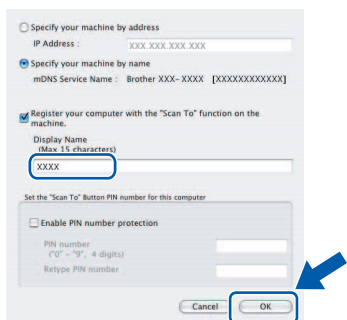 Specify your machine by address
IP Address : XXX.XXX.XXX.XXX
Specify your machine by name
mDNS Service Name : Brother XXX-XXXX [XXXXXXXXXXXX]
Register your computer with the "Scan To" function on the
machine.
Display Name
(Max 15 characters)
XXXX
Set the "Scan To" Button PIN number for this computer
Enable PIN number protection
PIN number
("0" - "9", 4 digits)
Retype PIN number
Cancel OK